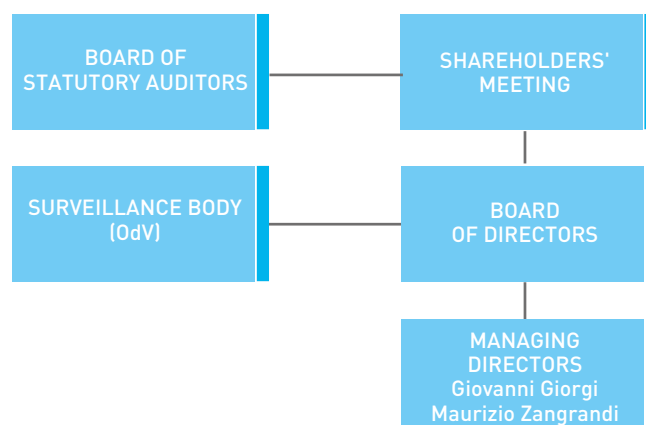 BOARD OF
STATUTORY AUDITORS
SHAREHOLDERS'
MEETING
SURVEILLANCE BODY
(OdV)
BOARD
OF DIRECTORS
MANAGING
DIRECTORS
Giovanni Giorgi
Maurizio Zangrandi